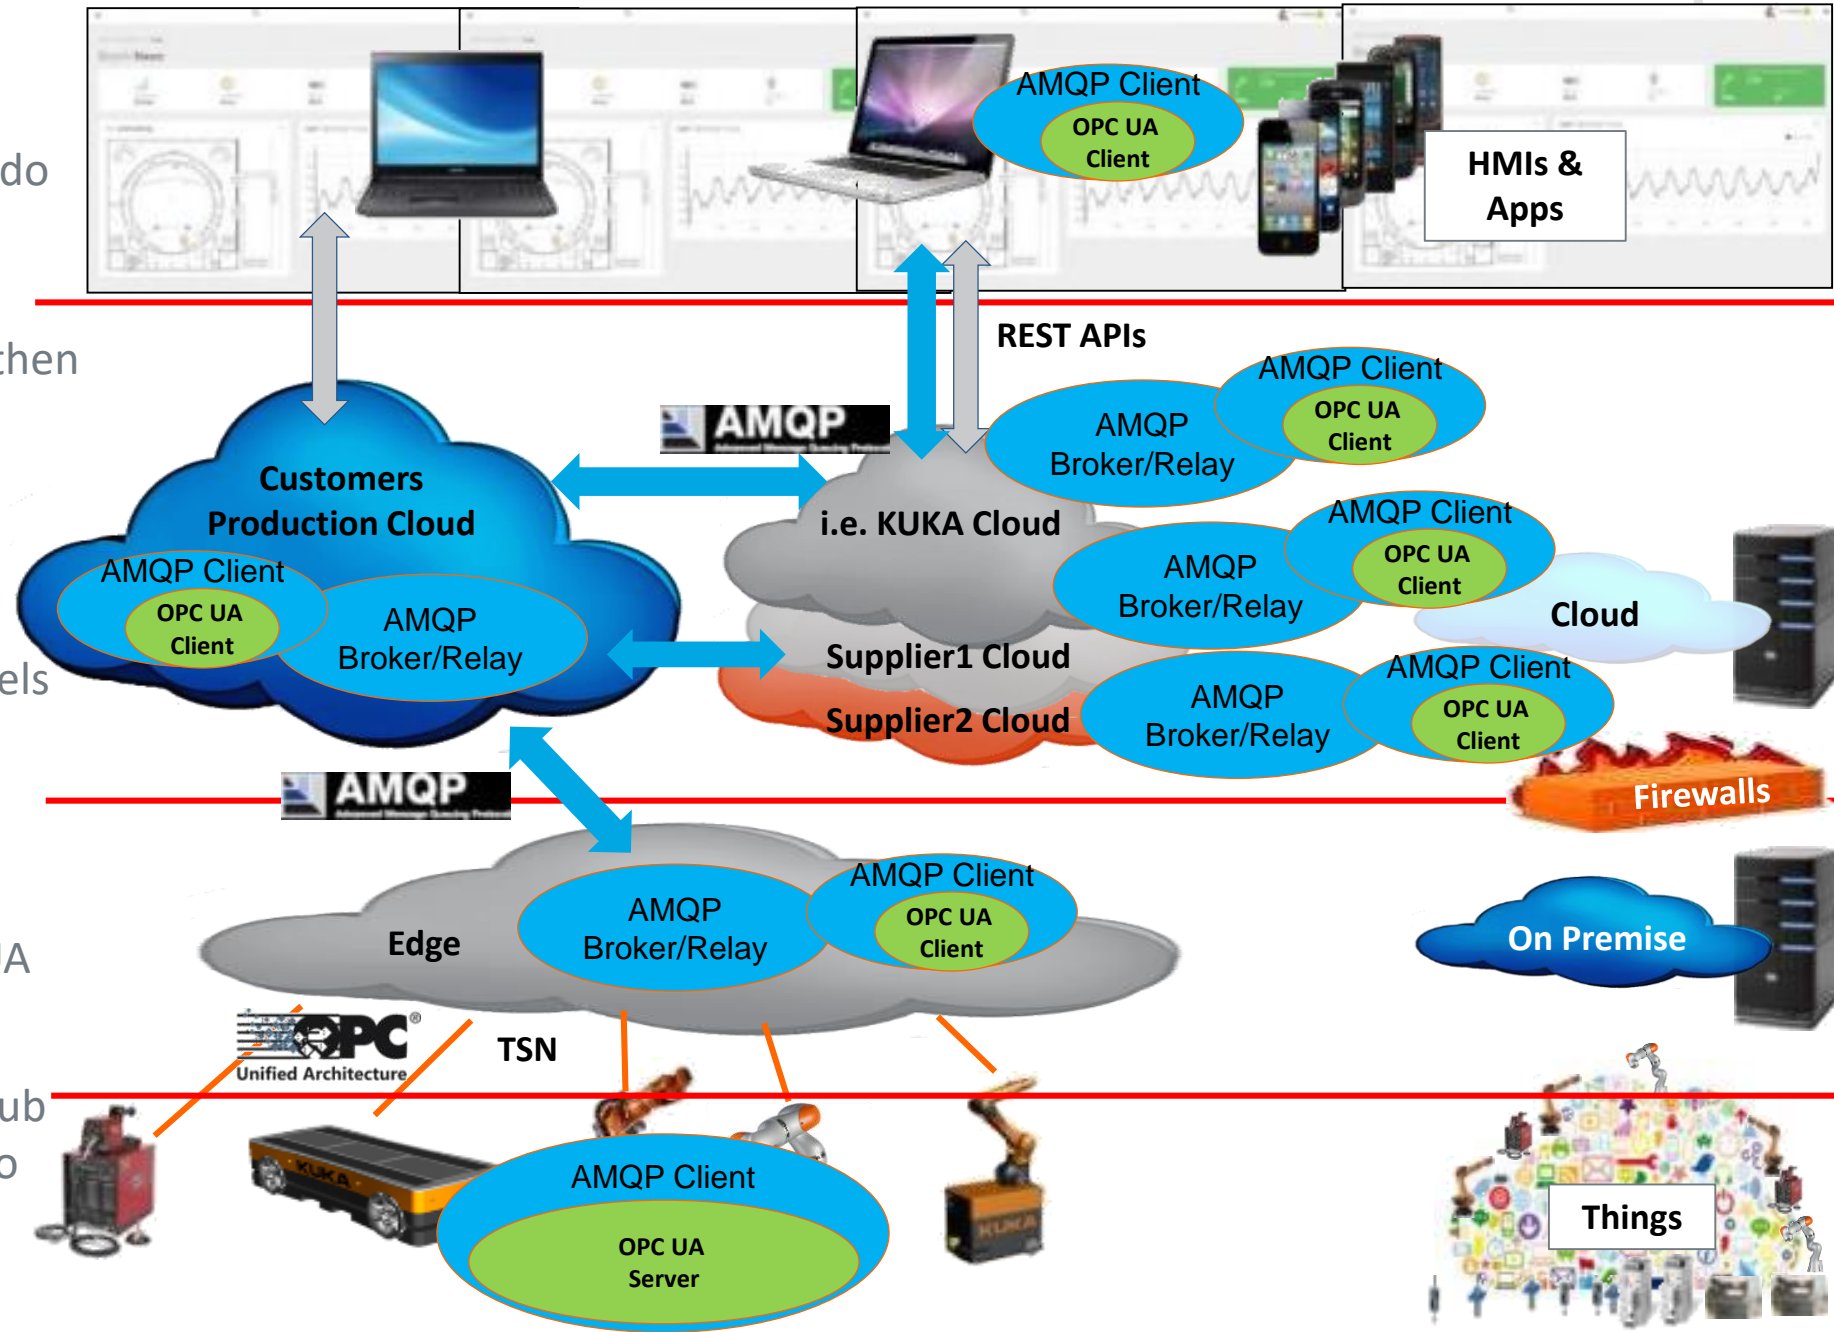 do
AMQP Client
OPC UA
Client
HMIs &
Apps
REST APIs
then
AMQP Client
OPC UA
Client
AMQP
Broker/Relay
AMQP
Customers
Production Cloud
i.e. KUKA Cloud
AMQP Client
OPC UA
Client
AMQP
Broker/Relay
AMQP Client
OPC UA
Client
AMQP
Broker/Relay
Cloud
Supplier1 Cloud
els
AMQP Client
OPC UA
Client
AMQP
Broker/Relay
Supplier2 Cloud
AMQP
Firewalls
AMQP Client
OPC UA
Client
AMQP
Broker/Relay
Edge
On Premise
UA
OPC®
Unified Architecture
TSN
ub
o
KUKA
AMQP Client
OPC UA
Server
KUKA
Things